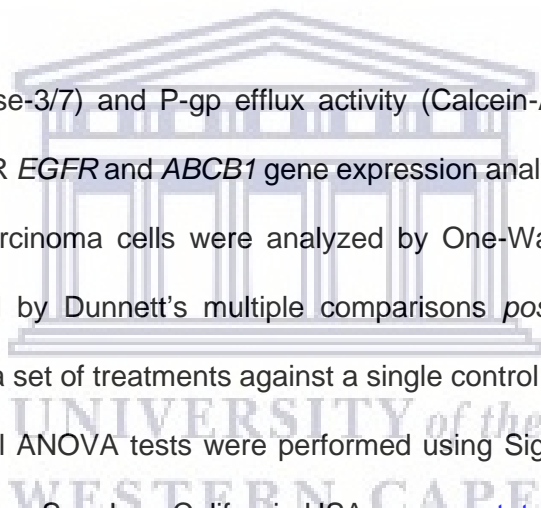 se-3/7) and P-gp efflux activity (Calcein-A
R EGFR and ABCB1 gene expression anal
rcinoma cells were analyzed by One-Wa
l by Dunnett's multiple comparisons pos
a set of treatments against a single control
UNIVERSITY of the
l ANOVA tests were performed using Sig
WESTERN CAPE
California USA